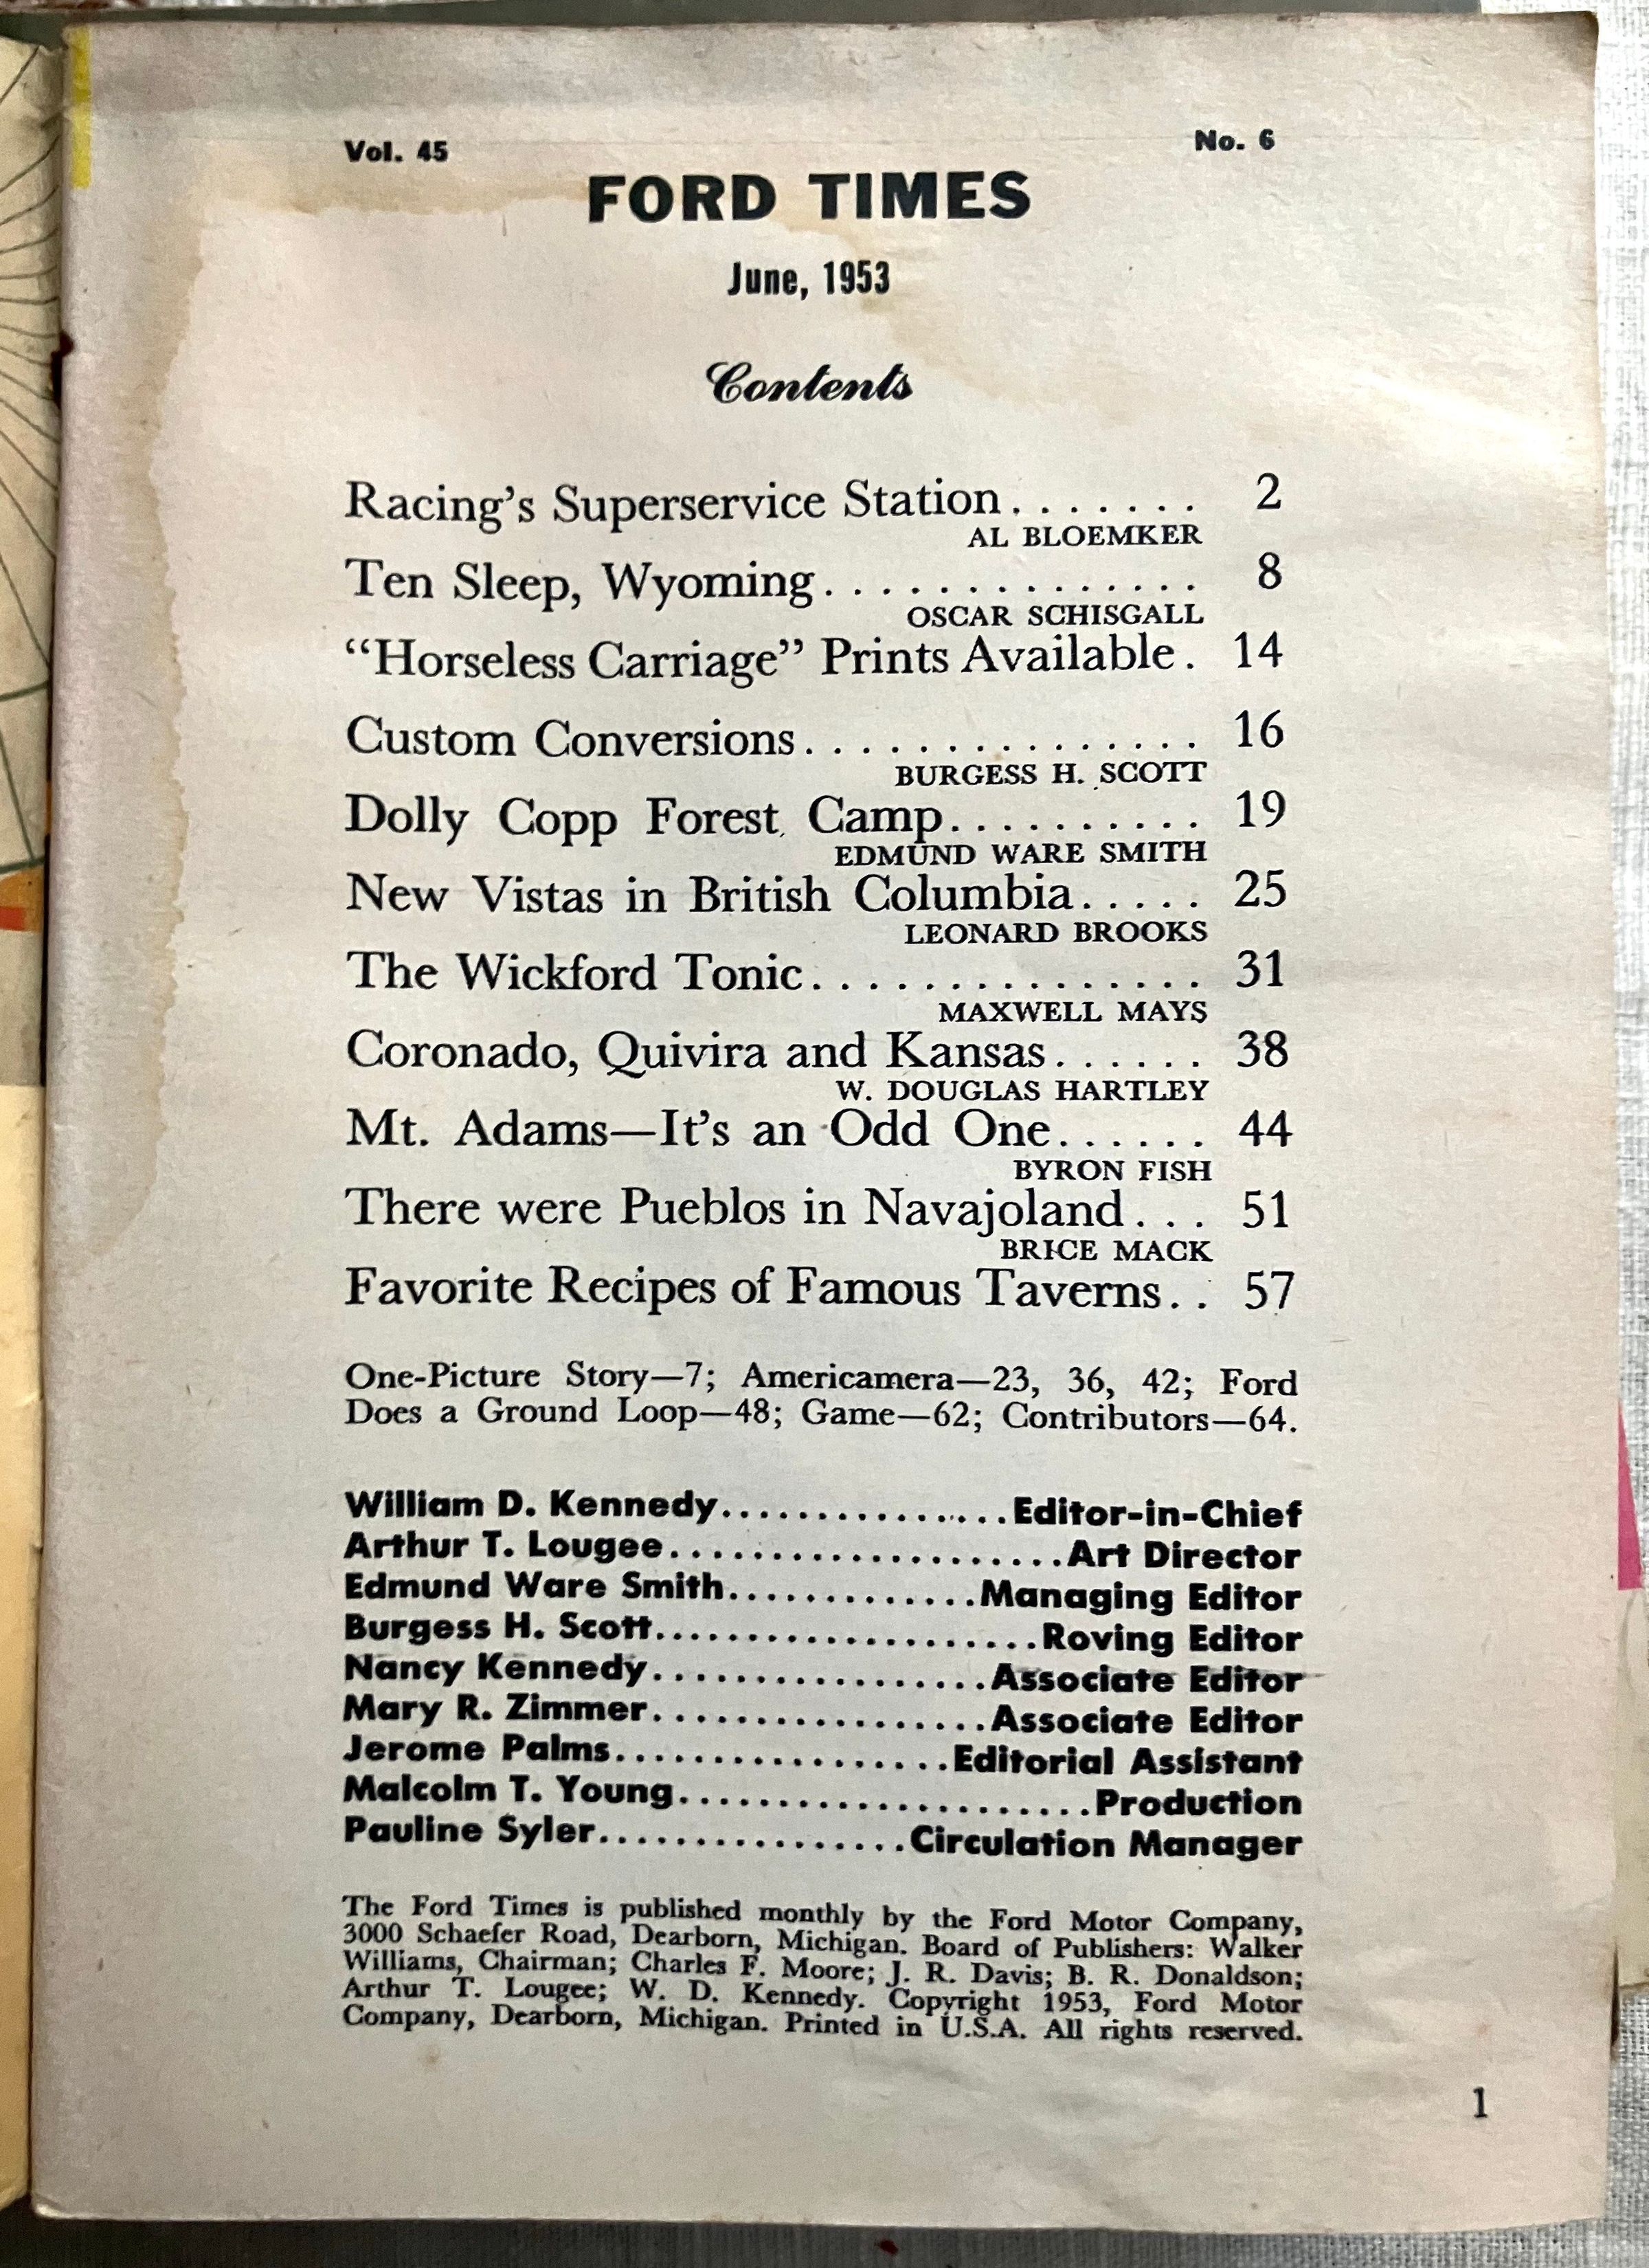 Vol. 45 No. 6
FORD TIMES
June, 1953
Contents
Racing's Superservice Station....... 2
AL BLOEMKER
Ten Sleep, Wyoming.............. 8
OSCAR SCHISGALL
"Horseless Carriage" Prints Available. 14
Custom Conversions.............. 16
BURGESS H. SCOTT
Dolly Copp Forest Camp.......... 19
EDMUND WARE SMITH
New Vistas in British Columbia..... 25
LEONARD BROOKS
The Wickford Tonic.............. 31
MAXWELL MAYS
Coronado, Quivira and Kansas...... 38
W. DOUGLAS HARTLEY
Mt. Adams—It's an Odd One...... 44
BYRON FISH
There were Pueblos in Navajoland... 51
BRICE MACK
Favorite Recipes of Famous Taverns.. 57
One-Picture Story—7; Americamera—23, 36, 42; Ford
Does a Ground Loop—48; Game—62; Contributors—64.
William D. Kennedy..............Editor-in-Chief
Arthur T. Lougee...................Art Director
Edmund Ware Smith............Managing Editor
Burgess H. Scott..................Roving Editor
Nancy Kennedy................Associate Editor
Mary R. Zimmer................Associate Editor
Jerome Palms................Editorial Assistant
Malcolm T. Young....................Production
Pauline Syler...............Circulation Manager
The Ford Times is published monthly by the Ford Motor Company,
3000 Schaefer Road, Dearborn, Michigan. Board of Publishers: Walker
Williams, Chairman; Charles F. Moore; J. R. Davis; B. R. Donaldson;
Arthur T. Lougee; W. D. Kennedy. Copyright 1953, Ford Motor
Company, Dearborn, Michigan. Printed in U.S.A. All rights reserved.
1